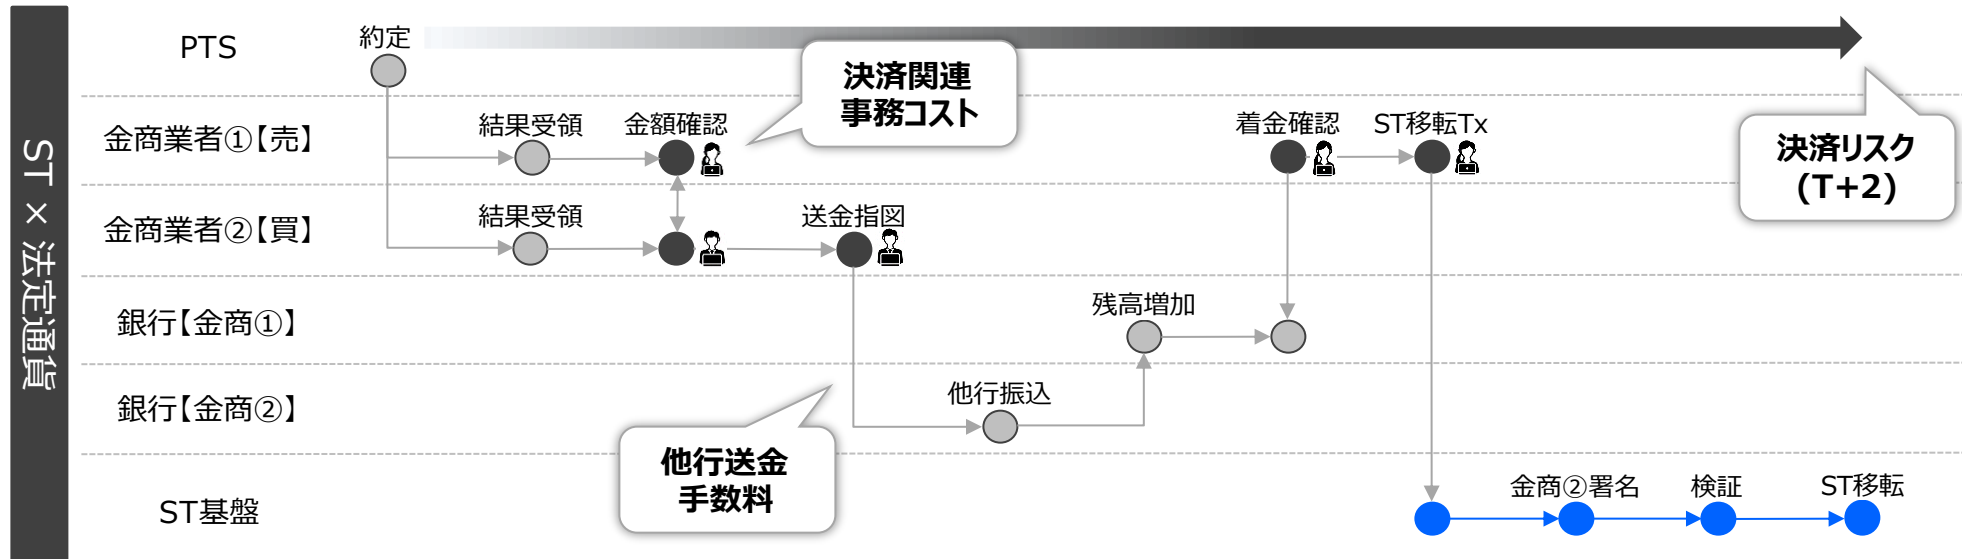 ST × 法定通貨
PTS
約定
決済関連
事務コスト
金商業者①【売】
結果受領
金額確認
着金確認
ST移転Tx
決済リスク
(T+2)
金商業者②【買】
結果受領
送金指図
銀行【金商①】
残高増加
銀行【金商②】
他行振込
他行送金
手数料
ST基盤
金商②署名
検証
ST移転